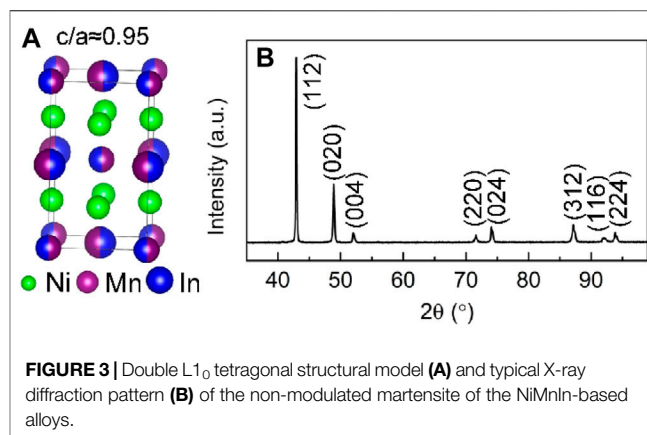 A
c/a≈0.95
Ni Mn In
B
Intensity (a.u.)
(112)
(020)
(004)
(220)
(024)
(312)
(116)
(224)
40 50 60 70 80 90
2θ (°)
FIGURE 3 | Double L1₀ tetragonal structural model (A) and typical X-ray
diffraction pattern (B) of the non-modulated martensite of the NiMnIn-based
alloys.